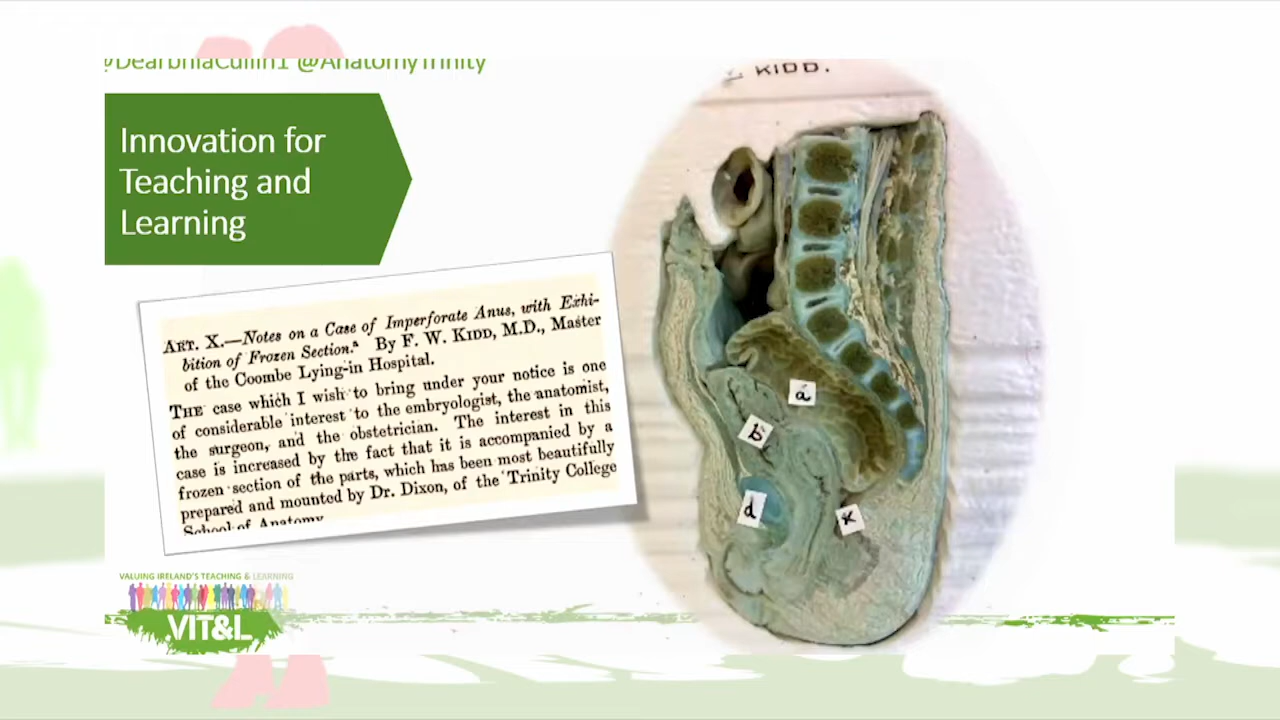 @AnatomyTrinity
KIDD.
Innovation for
Teaching and
Learning
ART. X.—Notes on a Case of Imperforate Anus, with Exhi-
bition of Frozen Section.ª By F. W. KIDD, M.D., Master
of the Coombe Lying-in Hospital.
THE case which I wish to bring under your notice is one
of considerable interest to the embryologist, the anatomist,
the surgeon, and the obstetrician. The interest in this
case is increased by the fact that it is accompanied by a
frozen section of the parts, which has been most beautifully
prepared and mounted by Dr. Dixon, of the Trinity College
School of Anatomy
a
b
d
x
VALUING IRELAND'S TEACHING & LEARNING
VIT&L